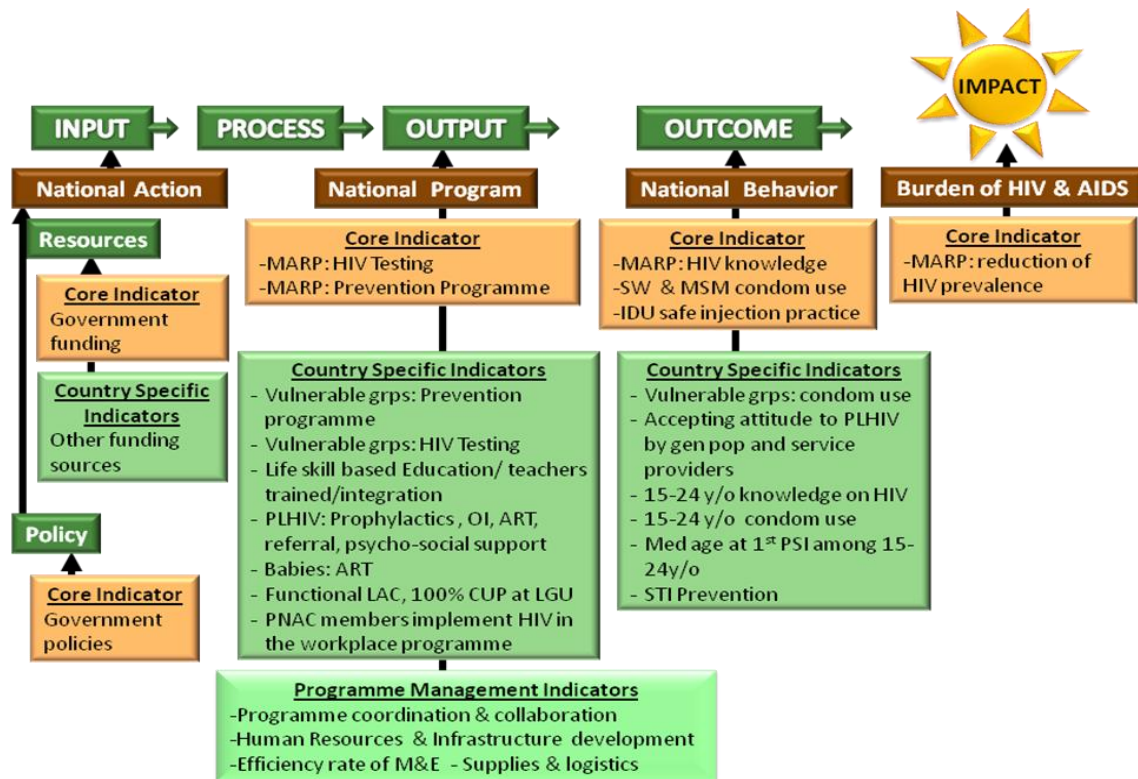 IMPACT
INPUT
PROCESS
OUTPUT
OUTCOME
National Action
National Program
National Behavior
Burden of HIV & AIDS
Resources
Core Indicator
Government
funding
Country Specific
Indicators
Other funding
sources
Policy
Core Indicator
Government
policies
Core Indicator
-MARP: HIV Testing
-MARP: Prevention Programme
Country Specific Indicators
- Vulnerable grps: Prevention
programme
- Vulnerable grps: HIV Testing
- Life skill based Education/ teachers
trained/integration
- PLHIV: Prophylactics , OI, ART,
referral, psycho-social support
- Babies: ART
- Functional LAC, 100% CUP at LGU
- PNAC members implement HIV in
the workplace programme
Programme Management Indicators
-Programme coordination & collaboration
-Human Resources & Infrastructure development
-Efficiency rate of M&E - Supplies & logistics
Core Indicator
-MARP: HIV knowledge
-SW & MSM condom use
-IDU safe injection practice
Country Specific Indicators
- Vulnerable grps: condom use
- Accepting attitude to PLHIV
by gen pop and service
providers
- 15-24 y/o knowledge on HIV
- 15-24 y/o condom use
- Med age at 1st PSI among 15-
24y/o
- STI Prevention
Core Indicator
-MARP: reduction of
HIV prevalence